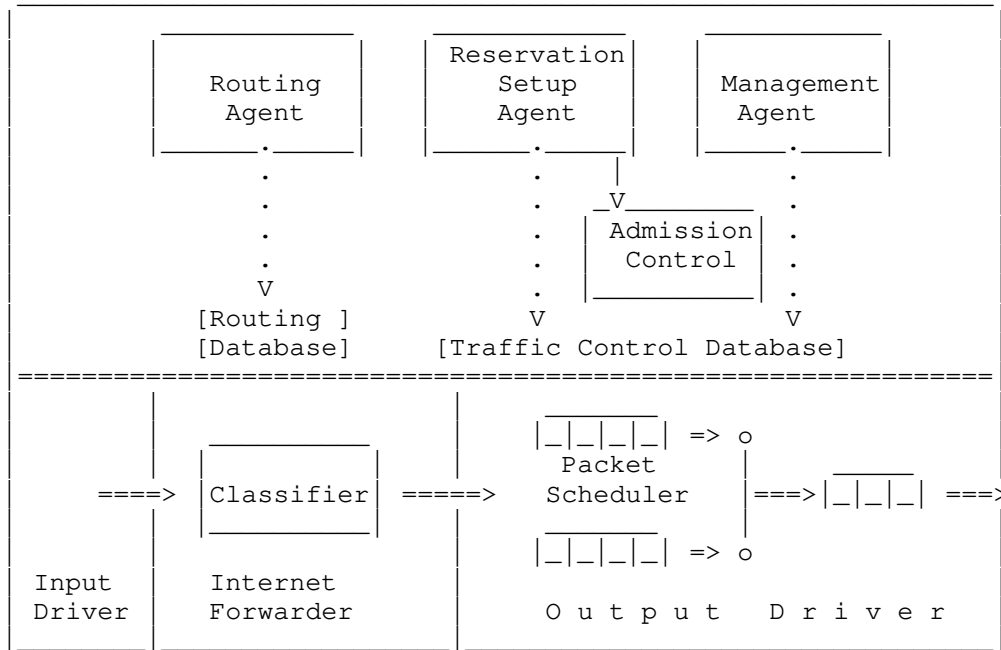 Reservation
Routing Setup Management
Agent Agent Agent
V
Admission
Control
V
[Routing ] V V
[Database] [Traffic Control Database]
=> o
Packet
====> Classifier =====> Scheduler ===> ===>
=> o
Input Internet
Driver Forwarder O u t p u t D r i v e r